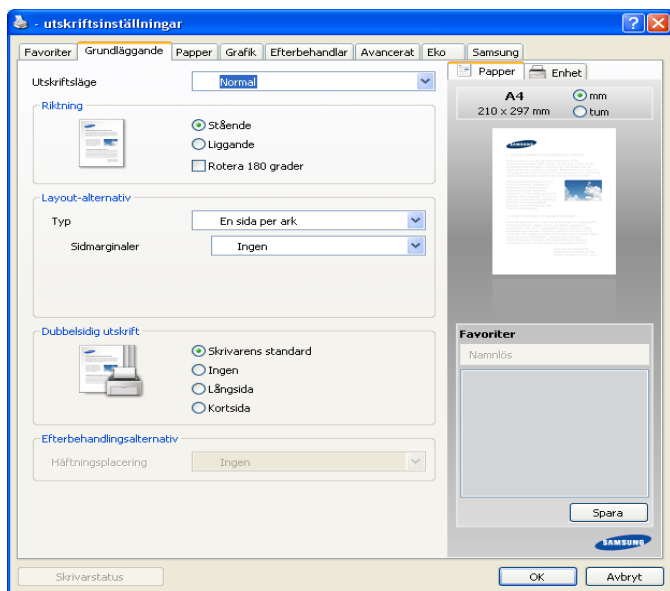 - utskriftsinställningar
Favoriter Grundläggande Papper Grafik Efterbehandlar Avancerat Eko Samsung
Utskriftsläge Normal
Riktning
Stående
Liggande
Rotera 180 grader
Layout-alternativ
Typ En sida per ark
Sidmarginaler Ingen
Dubbelsidig utskrift
Skrivarens standard
Ingen
Långsida
Kortsida
Efterbehandlingsalternativ
Häftningsplacering Ingen
Papper Enhet
A4 mm
210 x 297 mm tum
SAMSUNG
Favoriter
Namnlös
Spara
SAMSUNG
Skrivarstatus OK Avbryt